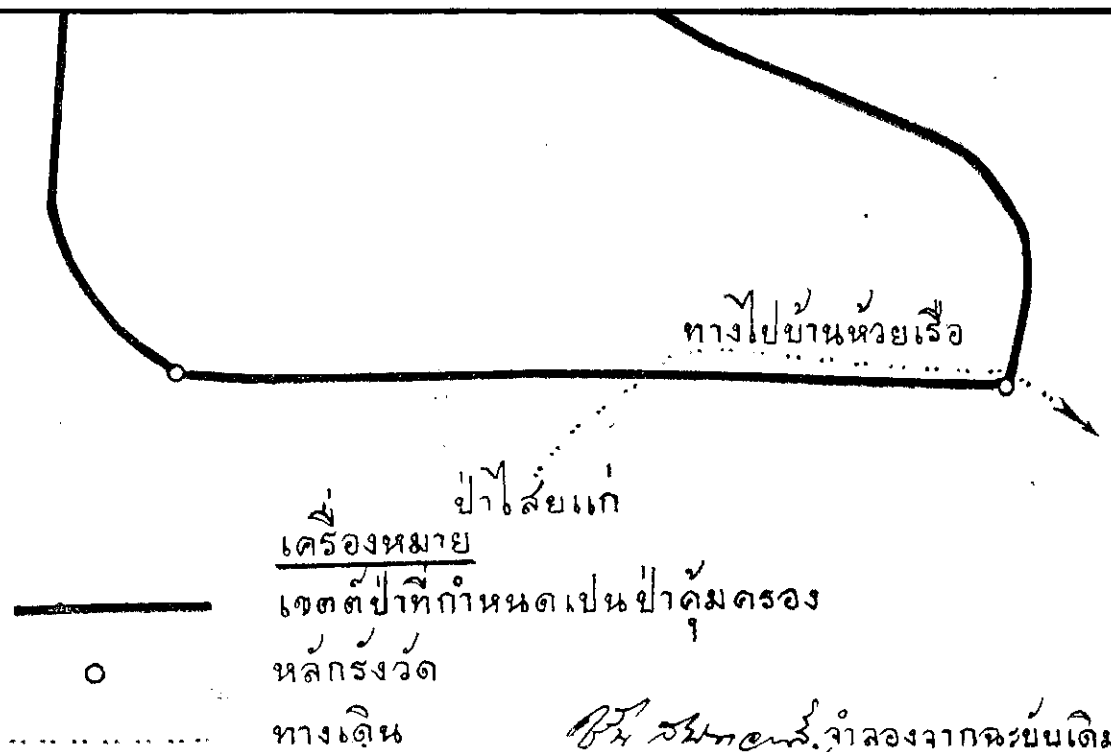 ทางไปบ้านห้วยเรือ
ป่าไสยแก่
เครื่องหมาย
เขตต์ป่าที่กำหนดเปนป่าคุ้มครอง
หลักรังวัด
ทางเดิน
จำลองจากฉะบับเดิม